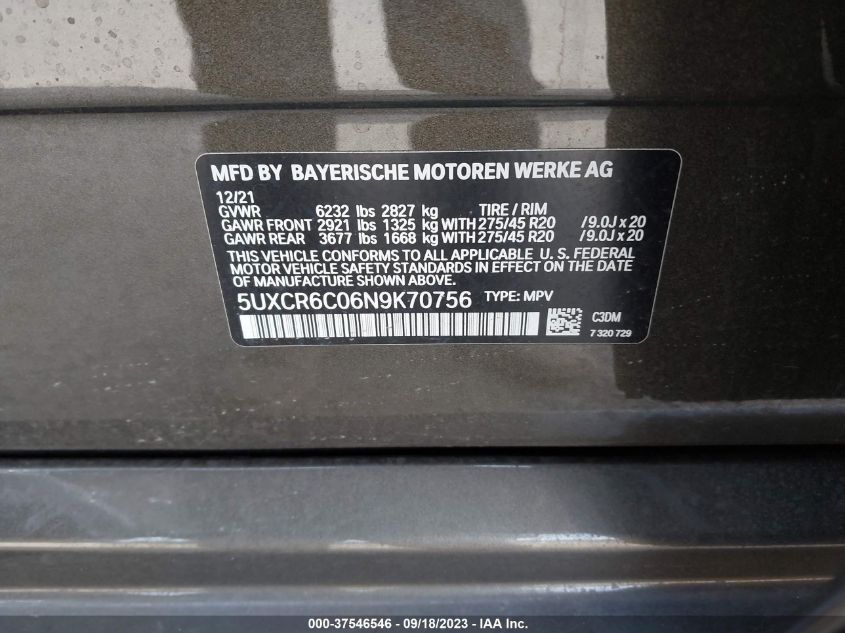 MFD BY BAYERISCHE MOTOREN WERKE AG
12/21
GVWR 6232 lbs 2827 kg TIRE / RIM
GAWR FRONT 2921 lbs 1325 kg WITH 275/45 R20 / 9.0J x 20
GAWR REAR 3677 lbs 1668 kg WITH 275/45 R20 / 9.0J x 20
THIS VEHICLE CONFORMS TO ALL APPLICABLE U. S. FEDERAL
MOTOR VEHICLE SAFETY STANDARDS IN EFFECT ON THE DATE
OF MANUFACTURE SHOWN ABOVE.
5UXCR6C06N9K70756 TYPE: MPV
C3DM
7 320 729
000-37546546 - 09/18/2023 - IAA Inc.